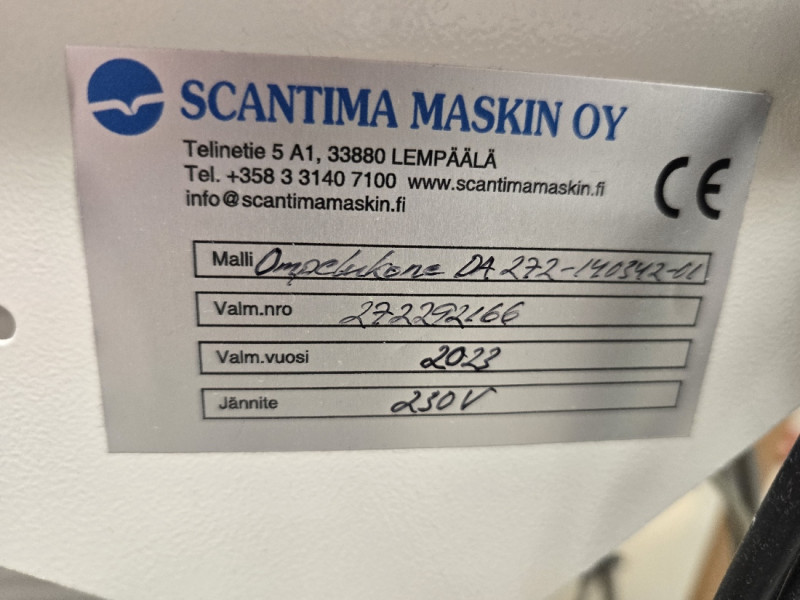 SCANTIMA MASKIN OY
Telinetie 5 A1, 33880 LEMPÄÄLÄ
Tel. +358 3 3140 7100 www.scantimamaskin.fi
info@scantimamaskin.fi
CE
Malli Ompelukone DA 272-140342-01
Valm.nro 272292166
Valm.vuosi 2023
Jännite 230V